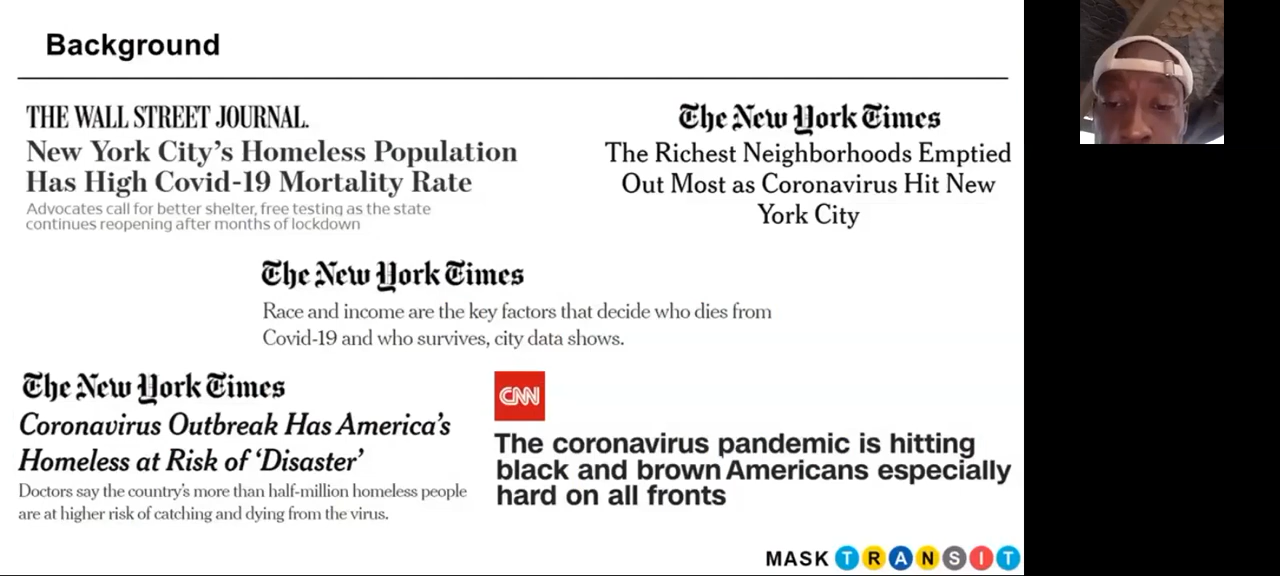 Background
THE WALL STREET JOURNAL.
New York City's Homeless Population
Has High Covid-19 Mortality Rate
Advocates call for better shelter, free testing as the state
continues reopening after months of lockdown
The New York Times
The Richest Neighborhoods Emptied
Out Most as Coronavirus Hit New
York City
The New York Times
Race and income are the key factors that decide who dies from
Covid-19 and who survives, city data shows.
The New York Times
Coronavirus Outbreak Has America's
Homeless at Risk of ‘Disaster’
Doctors say the country's more than half-million homeless people
are at higher risk of catching and dying from the virus.
CNN
The coronavirus pandemic is hitting
black and brown Americans especially
hard on all fronts
MASK TRANSIT